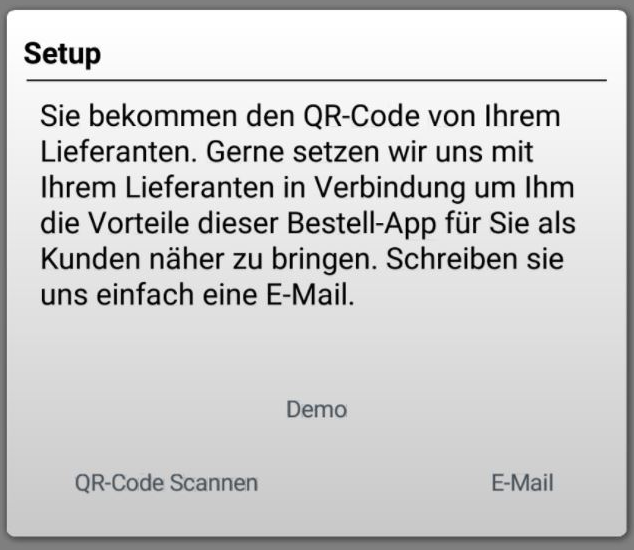 Setup
Sie bekommen den QR-Code von Ihrem
Lieferanten. Gerne setzen wir uns mit
Ihrem Lieferanten in Verbindung um Ihm
die Vorteile dieser Bestell-App für Sie als
Kunden näher zu bringen. Schreiben sie
uns einfach eine E-Mail.
Demo
QR-Code Scannen
E-Mail